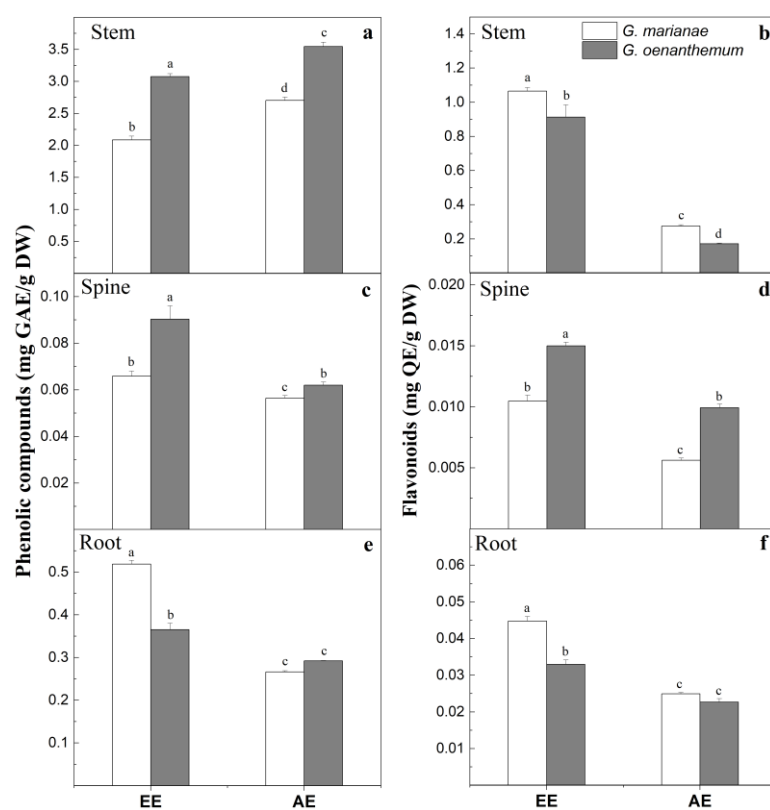 Stem
a
3.5
3.0
2.5
2.0
1.5
1.0
0.5
b
a
d
c
Stem
b
G. marianae
G. oenanthemum
1.4
1.2
1.0
0.8
0.6
0.4
0.2
a
b
c
d
Spine
c
0.10
0.08
0.06
0.04
0.02
b
a
c
b
Spine
d
0.020
0.015
0.010
0.005
b
a
c
b
Root
e
0.5
0.4
0.3
0.2
0.1
a
b
c
c
EE
AE
Root
f
0.06
0.05
0.04
0.03
0.02
0.01
a
b
c
c
EE
AE
Phenolic compounds (mg GAE/g DW)
Flavonoids (mg QE/g DW)